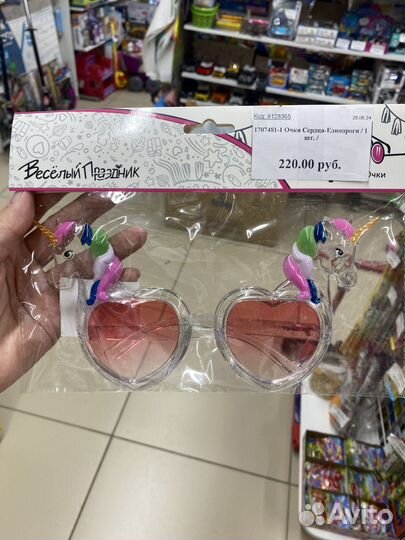 Код: 9128365
28.06.24
1707481-1 Очки Сердца-Единороги / 1
шт. /
220.00 руб.
Весёлый Праздник
Очки
Avito